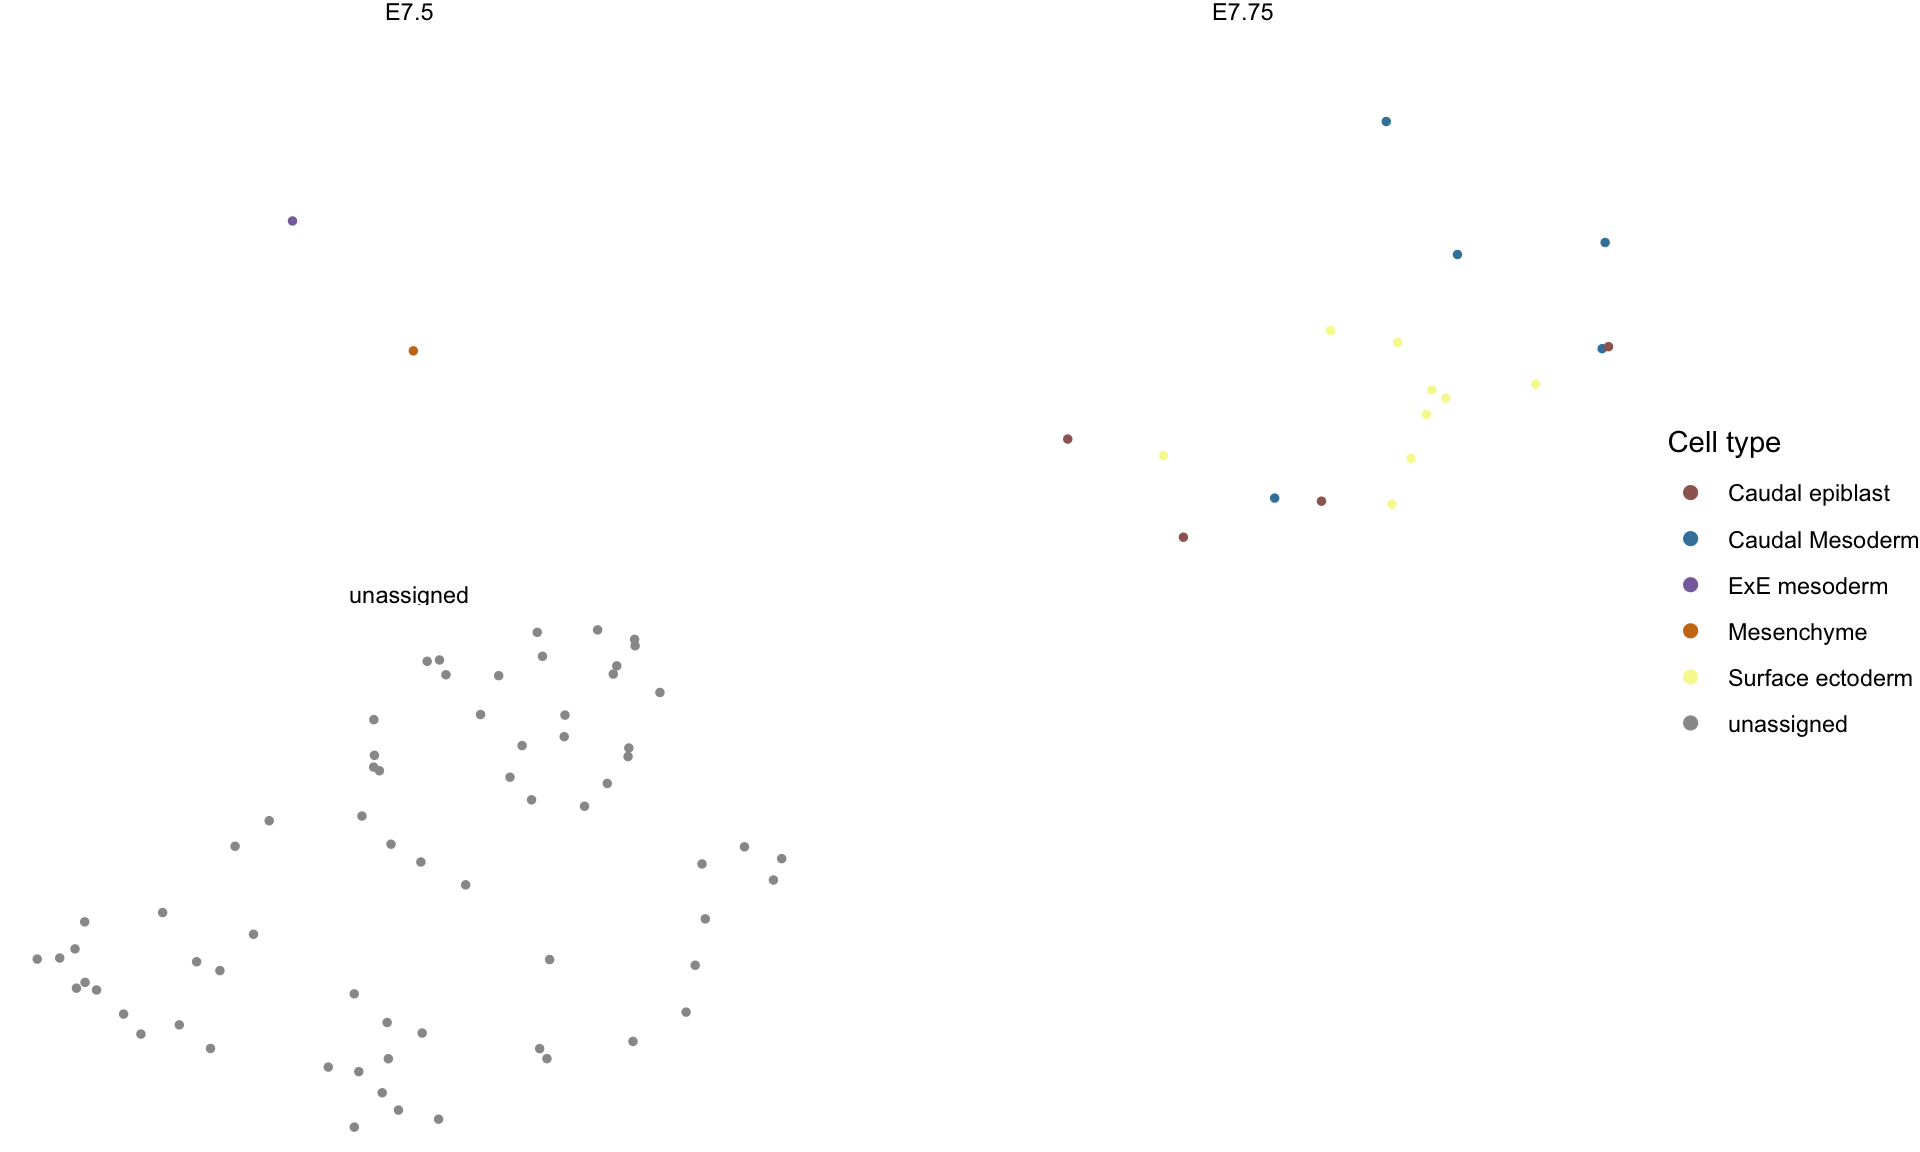 E7.5
E7.75
unassigned
Cell type
Caudal epiblast
Caudal Mesoderm
ExE mesoderm
Mesenchyme
Surface ectoderm
unassigned